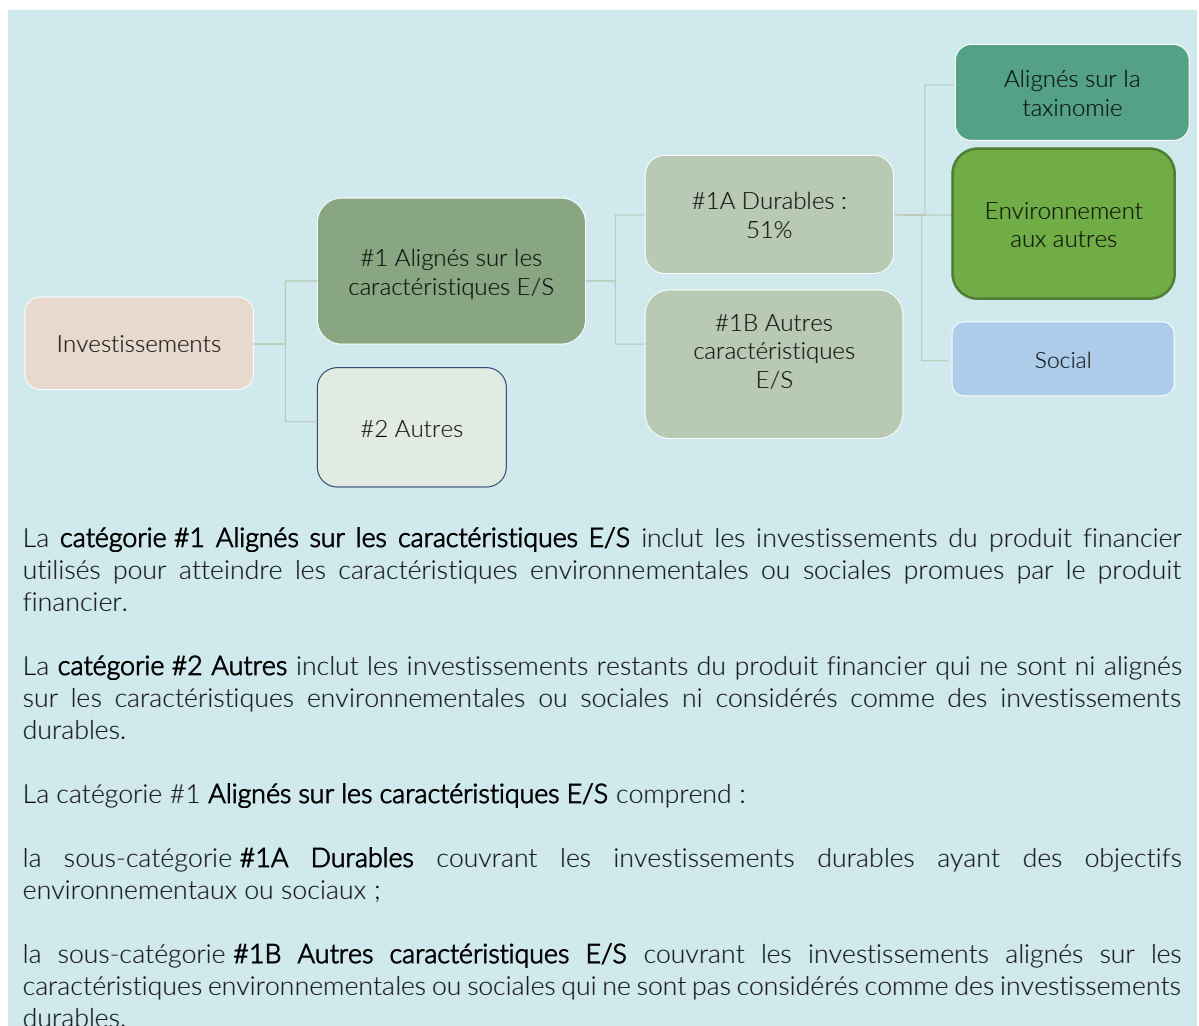 Investissements
#1 Alignés sur les
caractéristiques E/S
#2 Autres
#1A Durables :
51%
#1B Autres
caractéristiques
E/S
Alignés sur la
taxinomie
Environnement
aux autres
Social
La catégorie #1 Alignés sur les caractéristiques E/S inclut les investissements du produit financier
utilisés pour atteindre les caractéristiques environnementales ou sociales promues par le produit
financier.
La catégorie #2 Autres inclut les investissements restants du produit financier qui ne sont ni alignés
sur les caractéristiques environnementales ou sociales ni considérés comme des investissements
durables.
La catégorie #1 Alignés sur les caractéristiques E/S comprend :
la sous-catégorie #1A Durables couvrant les investissements durables ayant des objectifs
environnementaux ou sociaux ;
la sous-catégorie #1B Autres caractéristiques E/S couvrant les investissements alignés sur les
caractéristiques environnementales ou sociales qui ne sont pas considérés comme des investissements
durables.